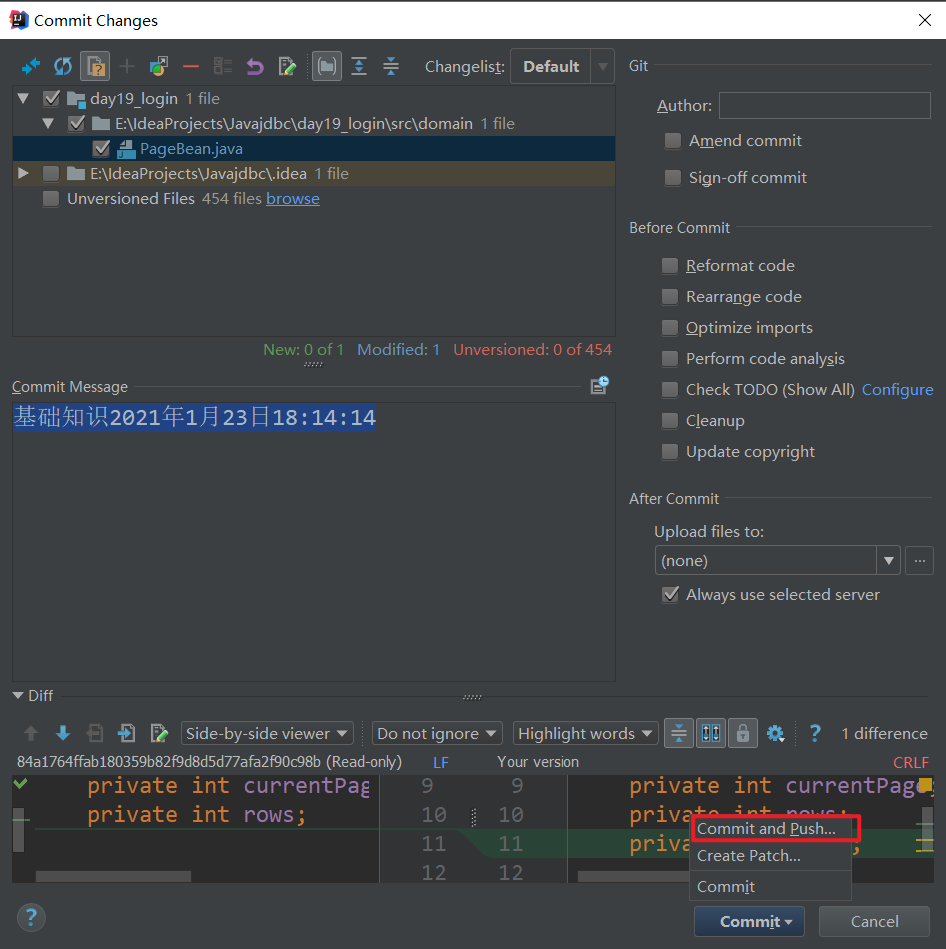 Commit Changes
Changelist: Default
day19_login 1 file
E:\IdeaProjects\Javajdbc\day19_login\src\domain 1 file
PageBean.java
E:\IdeaProjects\Javajdbc\.idea 1 file
Unversioned Files 454 files browse
New: 0 of 1 Modified: 1 Unversioned: 0 of 454
Commit Message
基础知识2021年1月23日18:14:14
Git
Author:
Amend commit
Sign-off commit
Before Commit
Reformat code
Rearrange code
Optimize imports
Perform code analysis
Check TODO (Show All) Configure
Cleanup
Update copyright
After Commit
Upload files to:
(none)
...
Always use selected server
Diff
Side-by-side viewer Do not ignore Highlight words ? 1 difference
84a1764ffab180359b82f9d8d5d77afa2f90c98b (Read-only) LF Your version CRLF
private int currentPag 9 9 private int currentPage
private int rows; 10 10 private int rows;
11 11 priva ;
12 12
Commit and Push...
Create Patch...
Commit
? Commit Cancel